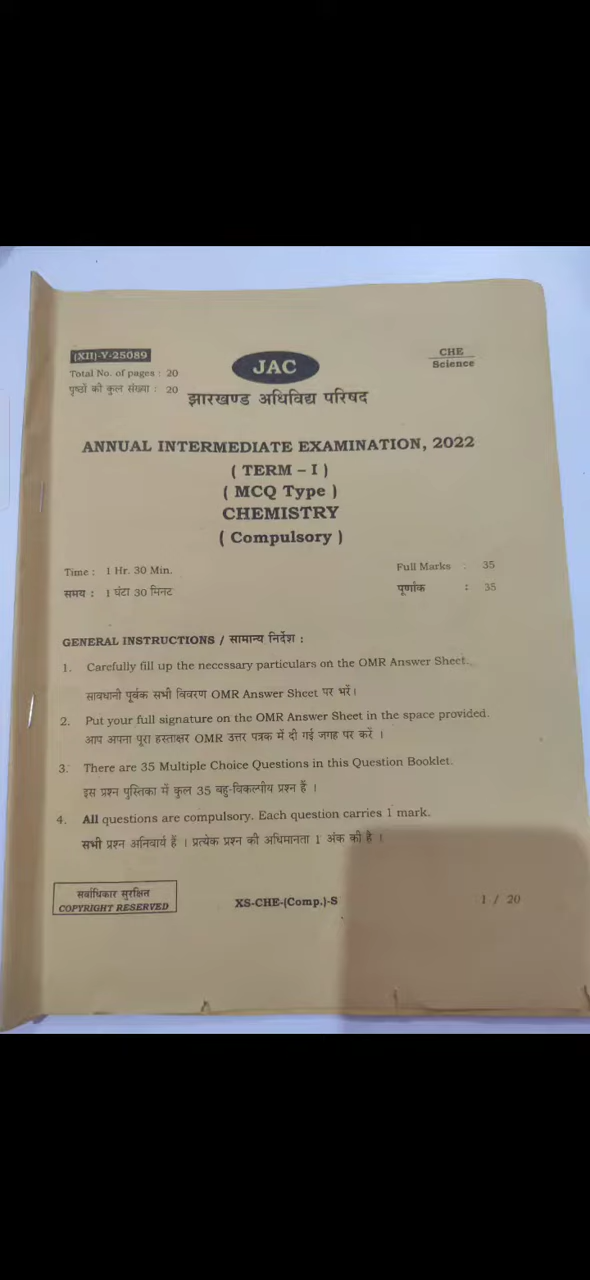 (XII)-Y-25089
Total No. of pages : 20
पृष्ठों की कुल संख्या : 20
JAC
झारखण्ड अधिविद्य परिषद
CHE
Science
ANNUAL INTERMEDIATE EXAMINATION, 2022
( TERM – I )
( MCQ Type )
CHEMISTRY
( Compulsory )
Time : 1 Hr. 30 Min.
Full Marks : 35
समय : 1 घंटा 30 मिनट
पूर्णांक : 35
GENERAL INSTRUCTIONS / सामान्य निर्देश :
1. Carefully fill up the necessary particulars on the OMR Answer Sheet.
सावधानी पूर्वक सभी विवरण OMR Answer Sheet पर भरें।
2. Put your full signature on the OMR Answer Sheet in the space provided.
आप अपना पूरा हस्ताक्षर OMR उत्तर पत्रक में दी गई जगह पर करें ।
3. There are 35 Multiple Choice Questions in this Question Booklet.
इस प्रश्न पुस्तिका में कुल 35 बहु-विकल्पीय प्रश्न हैं ।
4. All questions are compulsory. Each question carries 1 mark.
सभी प्रश्न अनिवार्य हैं । प्रत्येक प्रश्न की अधिमानता 1 अंक की है ।
सर्वाधिकार सुरक्षित
COPYRIGHT RESERVED
XS-CHE-(Comp.)-S
1 / 20